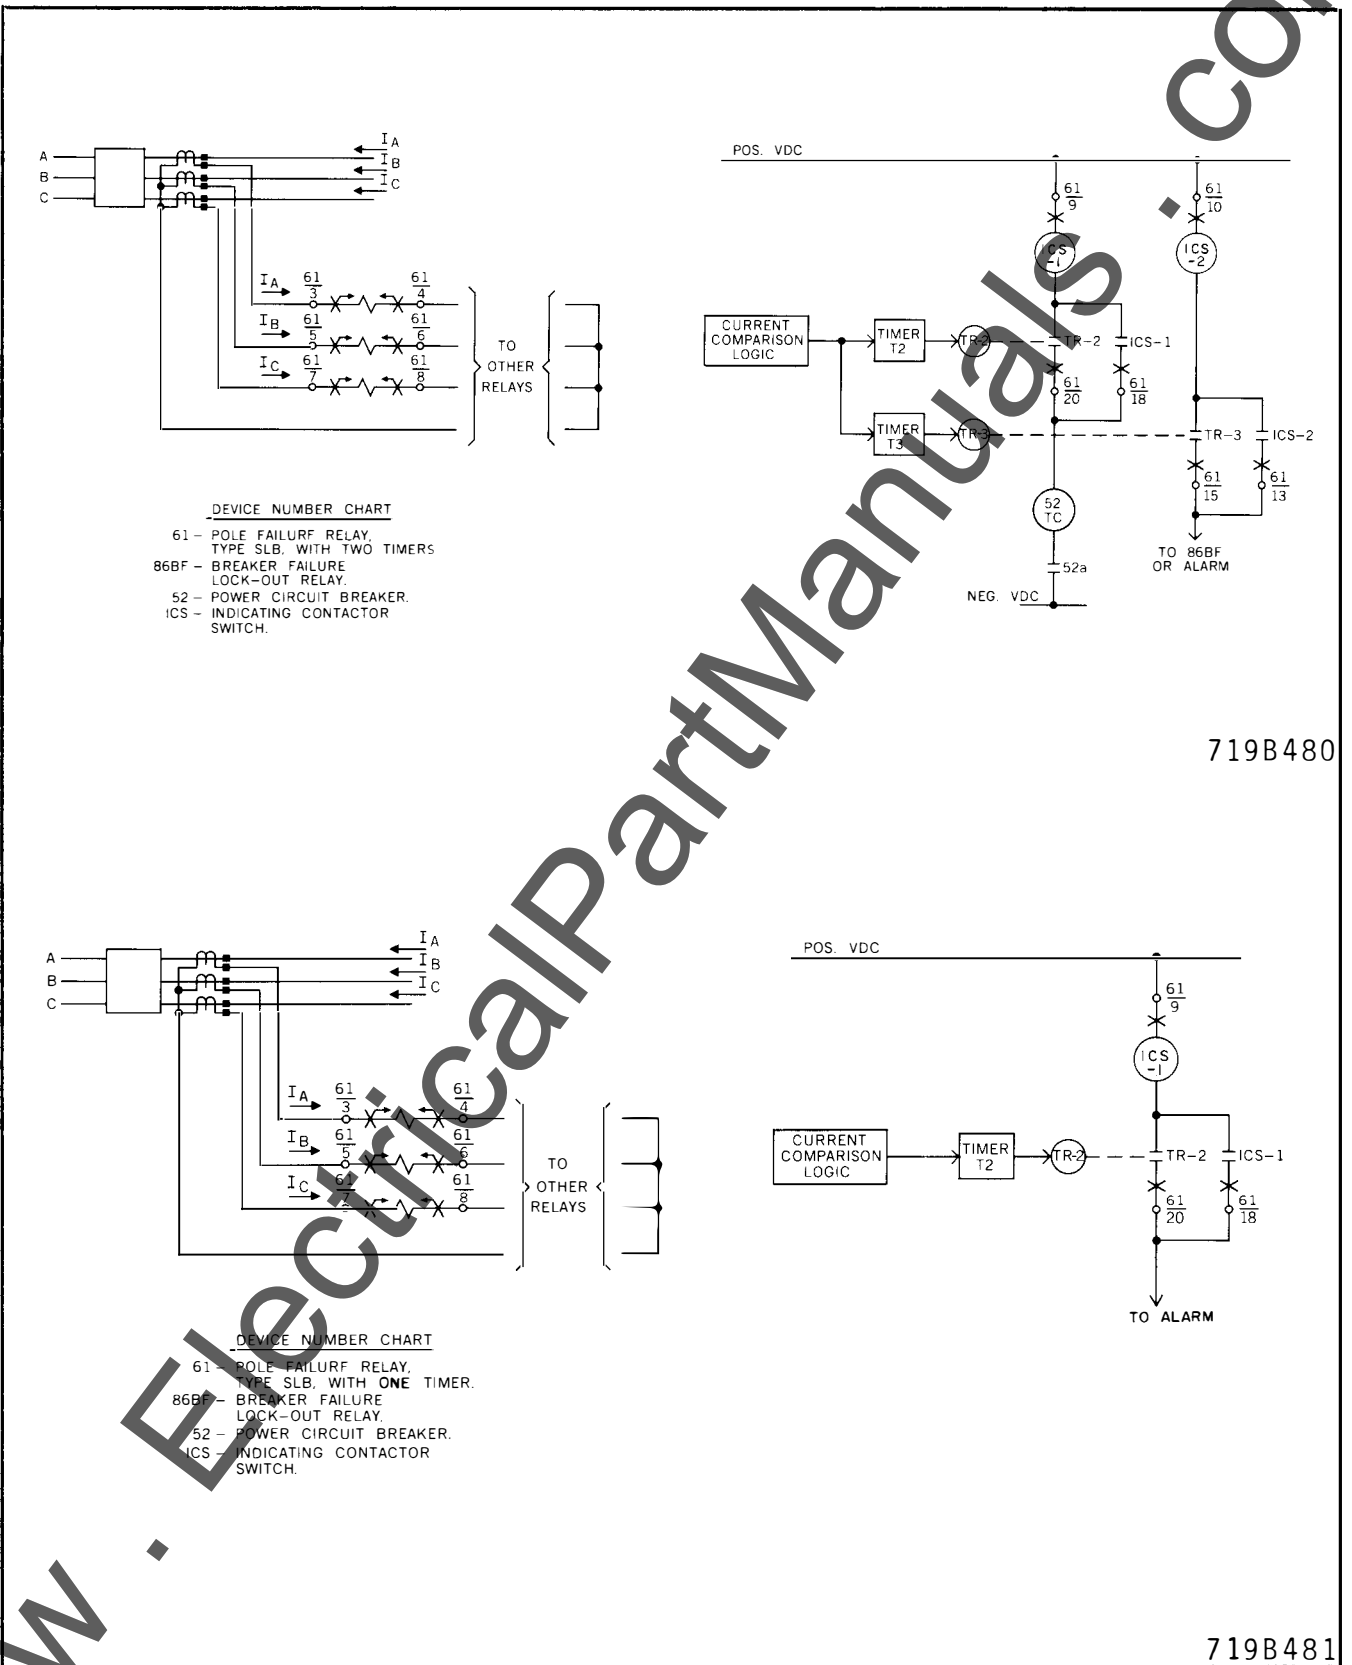 I A
I B
I C
A
B
C
I A 61 3 61 4
I B 61 5 61 6
I C 61 7 61 8
TO
OTHER
RELAYS
DEVICE NUMBER CHART
61 – POLE FAILURF RELAY,
TYPE SLB, WITH TWO TIMERS
86BF – BREAKER FAILURE
LOCK–OUT RELAY.
52 – POWER CIRCUIT BREAKER.
ICS – INDICATING CONTACTOR
SWITCH.
POS. VDC
61 9
61 10
ICS -1
ICS -2
CURRENT
COMPARISON
LOGIC
TIMER
T2
TR-2
TR-2
ICS-1
61 20
61 18
TIMER
T3
TR-3
TR-3
ICS-2
61 15
61 13
52
TC
52a
NEG. VDC
TO 86BF
OR ALARM
719B480
I A
I B
I C
A
B
C
I A 61 3 61 4
I B 61 5 61 6
I C 61 7 61 8
TO
OTHER
RELAYS
DEVICE NUMBER CHART
61 – POLE FAILURF RELAY,
TYPE SLB, WITH ONE TIMER.
86BF – BREAKER FAILURE
LOCK–OUT RELAY.
52 – POWER CIRCUIT BREAKER.
ICS – INDICATING CONTACTOR
SWITCH.
POS. VDC
61 9
ICS
-1
CURRENT
COMPARISON
LOGIC
TIMER
T2
TR-2
TR-2
ICS-1
61 20
61 18
TO ALARM
719B481
w . ElectricalPartManuals . co